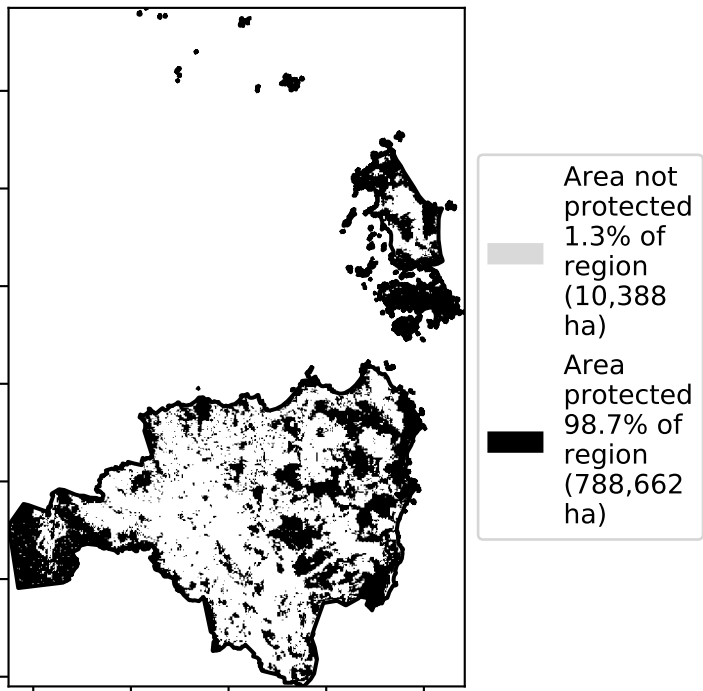 Area not
protected
1.3% of
region
(10,388
ha)
Area
protected
98.7% of
region
(788,662
ha)